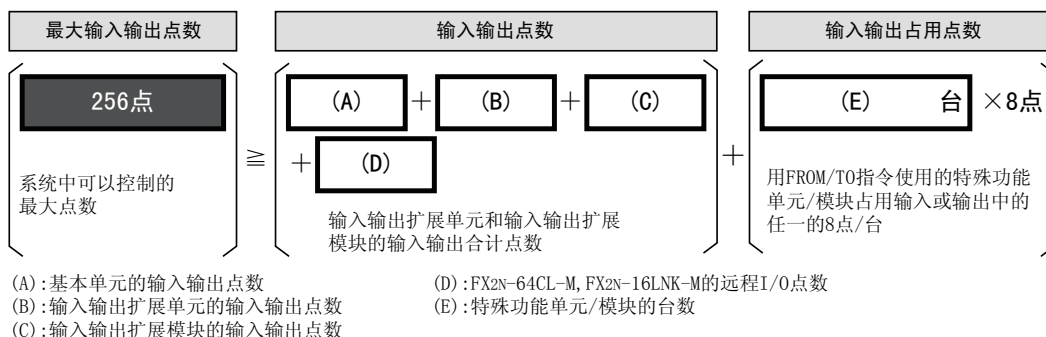 最大输入输出点数
输入输出点数
输入输出占用点数
256点
≧
(A) + (B) + (C)
+ (D)
+
(E) 台 ×8点
系统中可以控制的
最大点数
输入输出扩展单元和输入输出扩展
模块的输入输出合计点数
用FROM/TO指令使用的特殊功能
单元/模块占用输入或输出中的
任一的8点/台
(A):基本单元的输入输出点数
(B):输入输出扩展单元的输入输出点数
(C):输入输出扩展模块的输入输出点数
(D):FX2N-64CL-M,FX2N-16LNK-M的远程I/O点数
(E):特殊功能单元/模块的台数